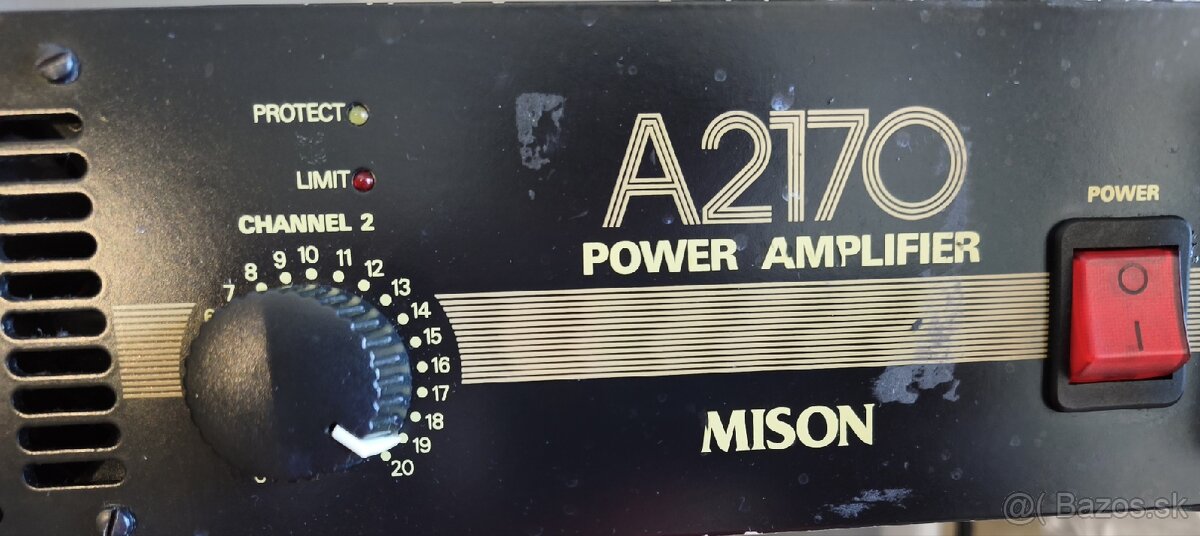 PROTECT
LIMIT
CHANNEL 2
6
7
8
9
10
11
12
13
14
15
16
17
18
19
20
A2170
POWER AMPLIFIER
MISON
POWER
O
I
@( Bazos.sk